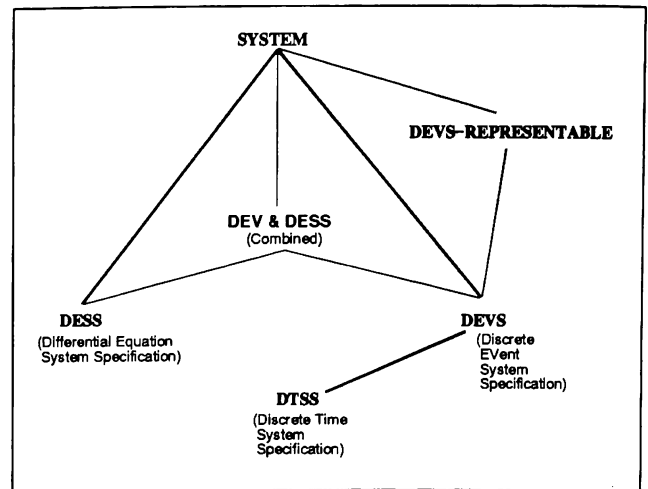 SYSTEM
DEVS-REPRESENTABLE
DEV & DESS
(Combined)
DESS
(Differential Equation
System Specification)
DEVS
(Discrete
EVent
System
Specification)
DTSS
(Discrete Time
System
Specification)